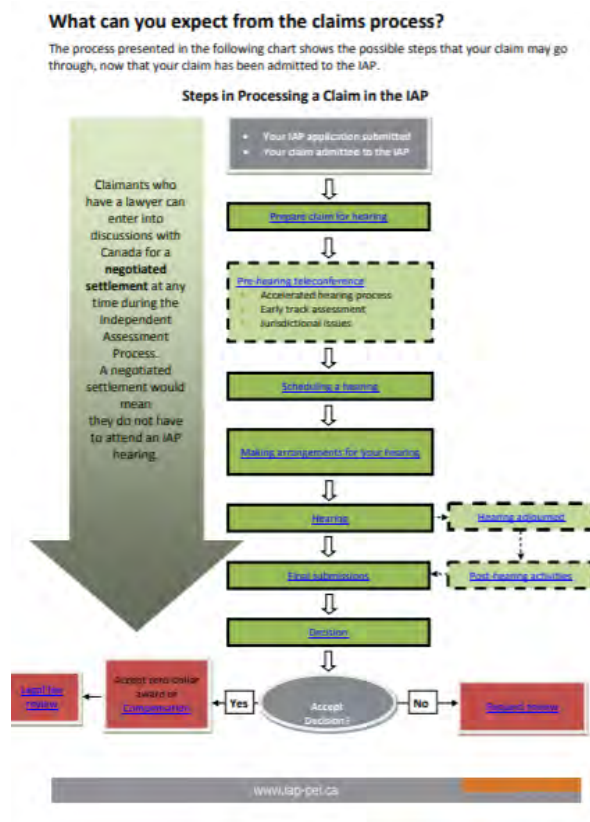 What can you expect from the claims process?
The process presented in the following chart shows the possible steps that your claim may go
through, now that your claim has been admitted to the IAP.
Steps in Processing a Claim in the IAP
• Your IAP application submitted
• Your claim admitted to the IAP
Claimants who
have a lawyer can
enter into
discussions with
Canada for a
negotiated
settlement at any
time during the
Independent
Assessment
Process.
A negotiated
settlement would
mean
they do not have
to attend an IAP
hearing.
Prepare claim for hearing
Pre-hearing teleconference
Accelerated hearing process
Early track assessment
Jurisdictional issues
Scheduling a hearing
Making arrangements for your hearing
Hearing
Hearing adjourned
Final submissions
Post-hearing activities
Decision
Legal fee
review
Accept zero-dollar
award or
Compensation
Yes
Accept
Decision?
No
Request review
www.iap-pei.ca